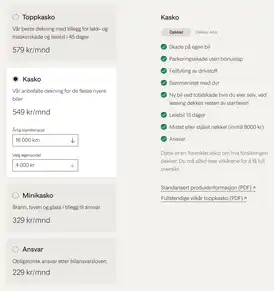 Toppkasko
Vår beste dekning med tillegg for lakk- og
maskinskade og leiebil i 45 dager
579 kr/mnd
Kasko
Vår anbefalte dekning for de fleste nyere
biler
549 kr/mnd
Årlig kjørelengde
16 000 km
Velg egenandel
4 000 kr
Minikasko
Brann, tyveri og glass i tillegg til ansvar
329 kr/mnd
Ansvar
Obligatorisk ansvar etter bilansvarsloven.
229 kr/mnd
Kasko
Dekker
Dekker ikke
Skade på egen bil
Parkeringsskade uten bonustap
Feilfylling av drivstoff
Sammenstøt med dyr
Ny bil ved totalskade hvis du eier selv, ved
leasing dekkes resten av startleien
Leiebil 15 dager
Mistet eller stjålet nøkkel (inntil 8000 kr)
Ansvar
Dette er en forenklet oversikt om hva forsikringen
dekker. Du må alltid lese vilkårene for å få full
oversikt.
Standardisert produktinformasjon (PDF)
Fullstendige vilkår toppkasko (PDF)